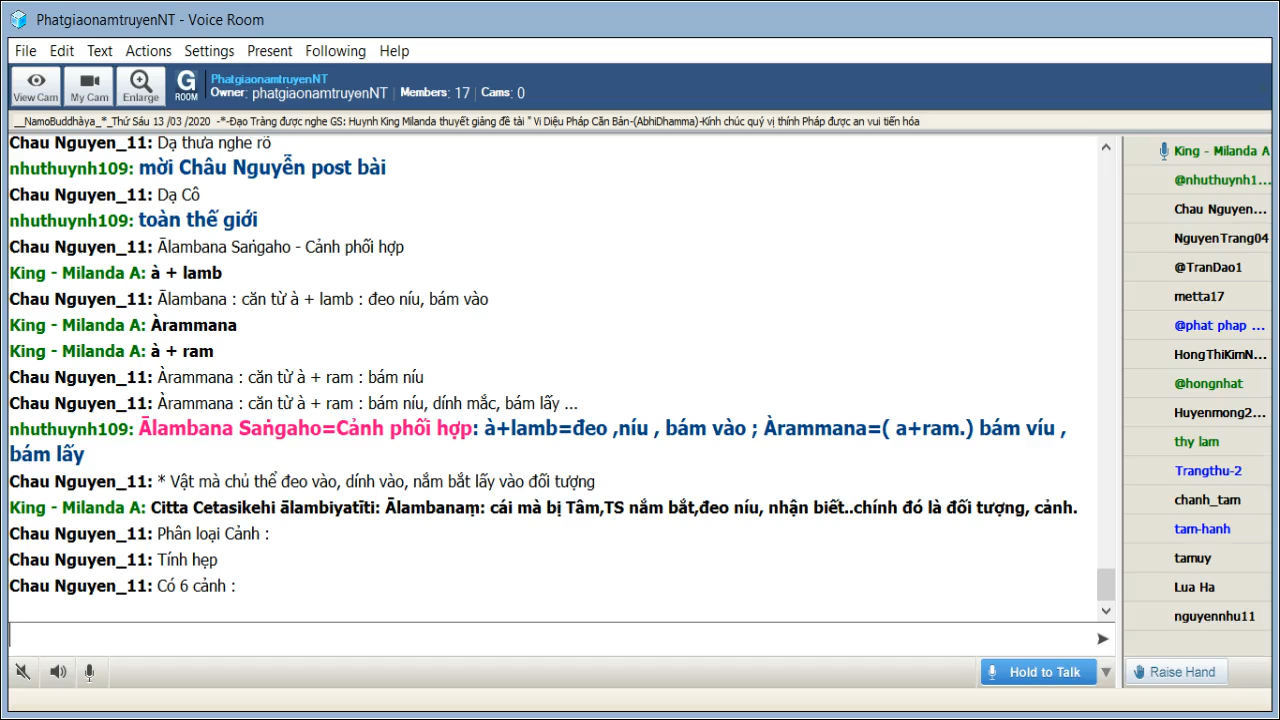 PhatgiaonamtruyenNT - Voice Room
File Edit Text Actions Settings Present Following Help
View Cam My Cam Enlarge G ROOM PhatgiaonamtruyenNT
Owner: phatgiaonamtruyenNT Members: 17 Cams: 0
__NamoBuddhàya_*_Thứ Sáu 13 /03 /2020 -*-Đạo Tràng được nghe GS: Huynh King Milanda thuyết giảng đề tài " Vi Diệu Pháp Căn Bản-(AbhiDhamma)-Kính chúc quý vị thính Pháp được an vui tiến hóa
Chau Nguyen_11: Dạ thưa nghe rõ
nhuthuynh109: mời Châu Nguyễn post bài
Chau Nguyen_11: Dạ Cô
nhuthuynh109: toàn thế giới
Chau Nguyen_11: Ālambana Saṅgaho - Cảnh phối hợp
King - Milanda A: à + lamb
Chau Nguyen_11: Ālambana : căn từ à + lamb : đeo níu, bám vào
King - Milanda A: Àrammana
King - Milanda A: à + ram
Chau Nguyen_11: Àrammana : căn từ à + ram : bám níu
Chau Nguyen_11: Àrammana : căn từ à + ram : bám níu, dính mắc, bám lấy ...
nhuthuynh109: Ālambana Saṅgaho=Cảnh phối hợp: à+lamb=đeo ,níu , bám vào ; Àrammana=( a+ram.) bám víu ,
bám lấy
Chau Nguyen_11: * Vật mà chủ thể đeo vào, dính vào, nắm bắt lấy vào đối tượng
King - Milanda A: Citta Cetasikehi ālambiyatīti: Ālambanaṃ: cái mà bị Tâm,TS nắm bắt,đeo níu, nhận biết..chính đó là đối tượng, cảnh.
Chau Nguyen_11: Phân loại Cảnh :
Chau Nguyen_11: Tính hẹp
Chau Nguyen_11: Có 6 cảnh :
King - Milanda A
@nhuthuynh1...
Chau Nguyen...
NguyenTrang04
@TranDao1
metta17
@phat phap ...
HongThiKimN...
@hongnhat
Huyenmong2...
thy lam
Trangthu-2
chanh_tam
tam-hanh
tamuy
Lua Ha
nguyennhu11
Hold to Talk
Raise Hand